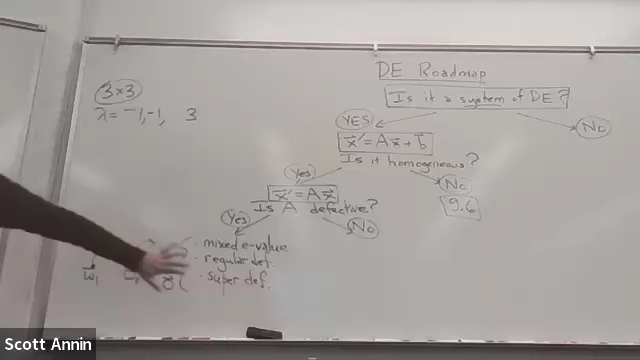 DE Roadmap
3×3
Is it a system of DE?
λ = -1, -1, 3
YES
No
x⃗' = Ax⃗ + b⃗
Is it homogeneous?
Yes
No
x⃗' = Ax⃗
9.6
Is A defective?
Yes
No
· mixed e-value
· regular def.
· super def.
w₁
Scott Annin